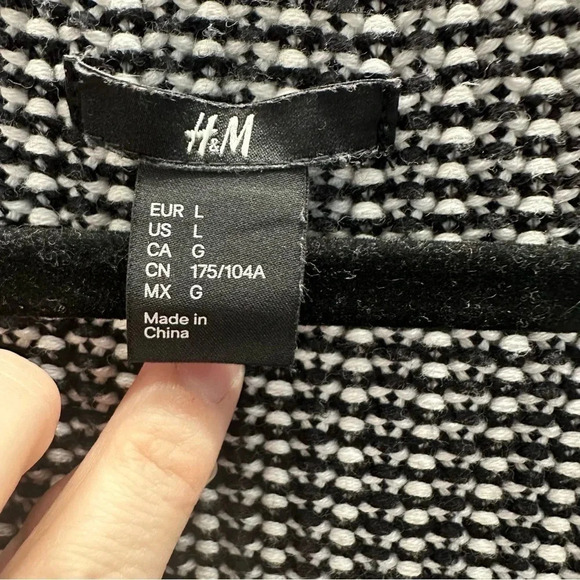 H&M
EUR L
US L
CA G
CN 175/104A
MX G
Made in
China